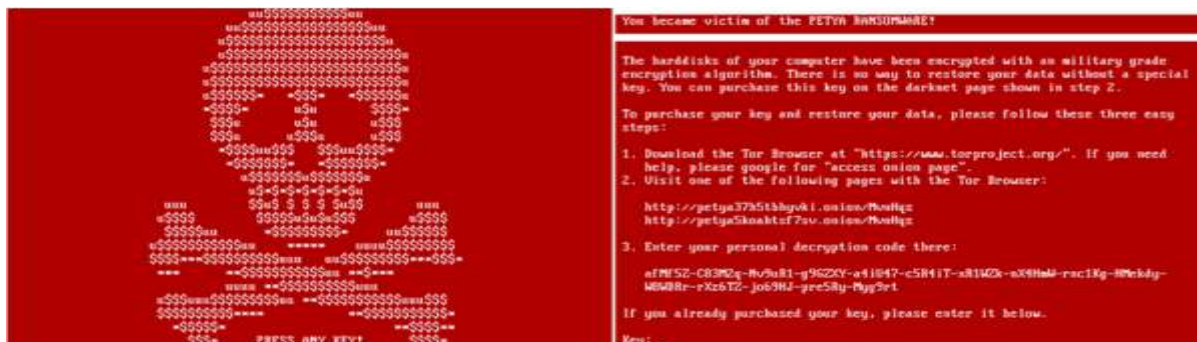 PRESS ANY KEY!
You became victim of the PETYA RANSOMWARE!
The harddisks of your computer have been encrypted with an military grade
encryption algorithm. There is no way to restore your data without a special
key. You can purchase this key on the darknet page shown in step 2.
To purchase your key and restore your data, please follow these three easy
steps:
1. Download the Tor Browser at "https://www.torproject.org/". If you need
help, please google for "access onion page".
2. Visit one of the following pages with the Tor Browser:
3. Enter your personal decryption code there:
If you already purchased your key, please enter it below.
Key: